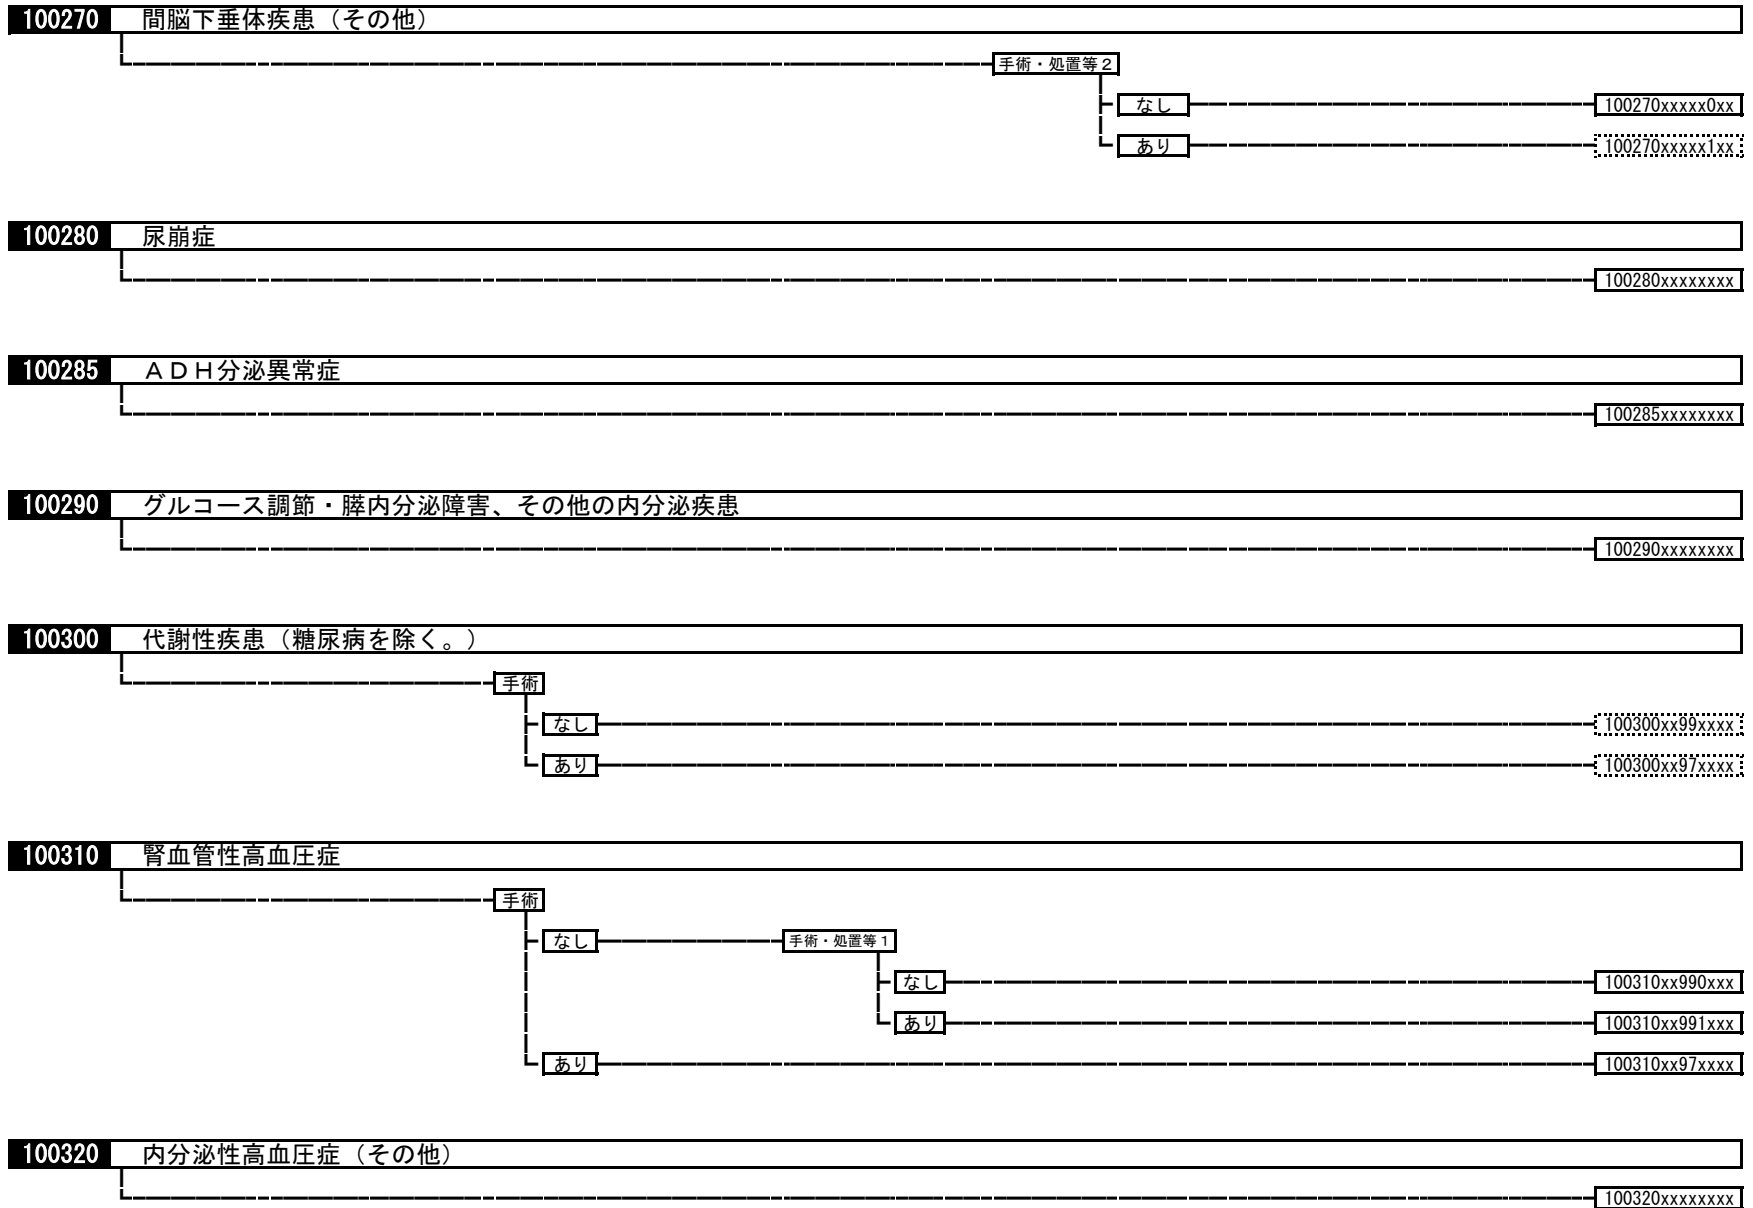 100270 間脳下垂体疾患（その他）
手術・処置等２
なし 100270xxxxx0xx
あり 100270xxxxx1xx
100280 尿崩症
100280xxxxxxxx
100285 ＡＤＨ分泌異常症
100285xxxxxxxx
100290 グルコース調節・膵内分泌障害、その他の内分泌疾患
100290xxxxxxxx
100300 代謝性疾患（糖尿病を除く。）
手術
なし 100300xx99xxxx
あり 100300xx97xxxx
100310 腎血管性高血圧症
手術
なし 手術・処置等１
なし 100310xx990xxx
あり 100310xx991xxx
あり 100310xx97xxxx
100320 内分泌性高血圧症（その他）
100320xxxxxxxx